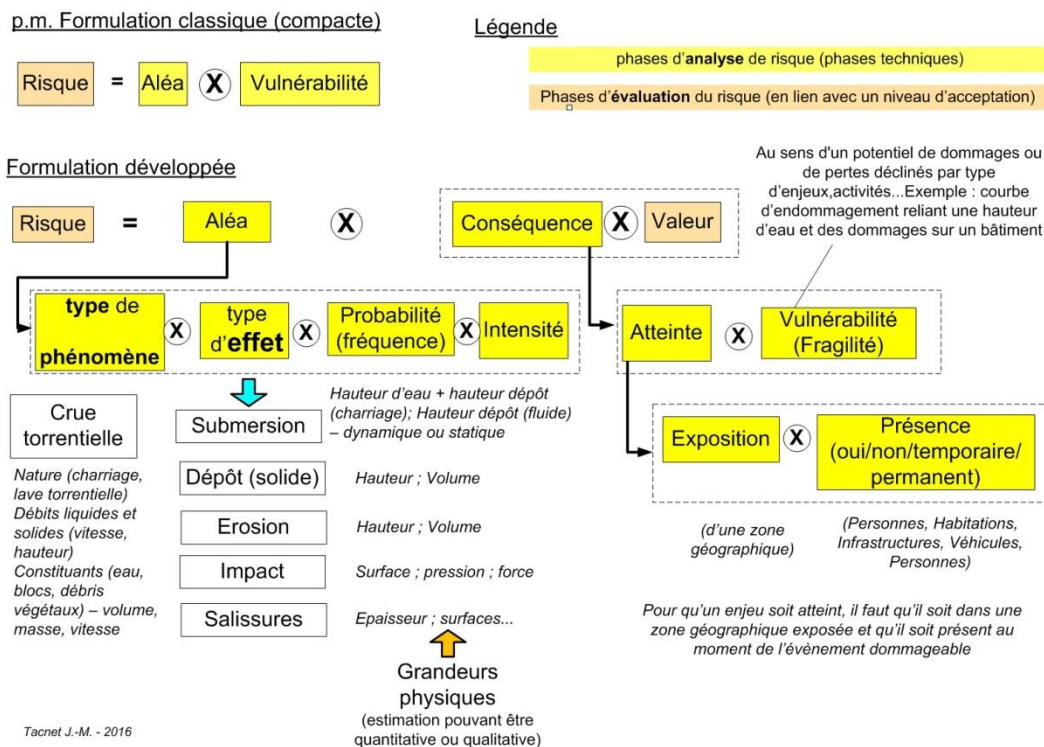 p.m. Formulation classique (compacte)
Risque = Aléa X Vulnérabilité
Légende
phases d'analyse de risque (phases techniques)
Phases d'évaluation du risque (en lien avec un niveau d'acceptation)
Formulation développée
Risque = Aléa X Conséquence X Valeur
Au sens d'un potentiel de dommages ou
de pertes déclinés par type
d'enjeux,activités...Exemple : courbe
d'endommagement reliant une hauteur
d'eau et des dommages sur un bâtiment
type de
phénomène
X
type
d'effet
X
Probabilité
(fréquence)
X
Intensité
Atteinte
X
Vulnérabilité
(Fragilité)
Exposition
X
Présence
(oui/non/temporaire/
permanent)
(d'une zone
géographique)
(Personnes, Habitations,
Infrastructures, Véhicules,
Personnes)
Pour qu'un enjeu soit atteint, il faut qu'il soit dans une
zone géographique exposée et qu'il soit présent au
moment de l'évènement dommageable
Crue
torrentielle
Nature (charriage,
lave torrentielle)
Débits liquides et
solides (vitesse,
hauteur)
Constituants (eau,
blocs, débris
végétaux) – volume,
masse, vitesse
Submersion
Hauteur d'eau + hauteur dépôt
(charriage); Hauteur dépôt (fluide)
– dynamique ou statique
Dépôt (solide)
Hauteur ; Volume
Erosion
Hauteur ; Volume
Impact
Surface ; pression ; force
Salissures
Epaisseur ; surfaces...
Grandeurs
physiques
(estimation pouvant être
quantitative ou qualitative)
Tacnet J.-M. - 2016